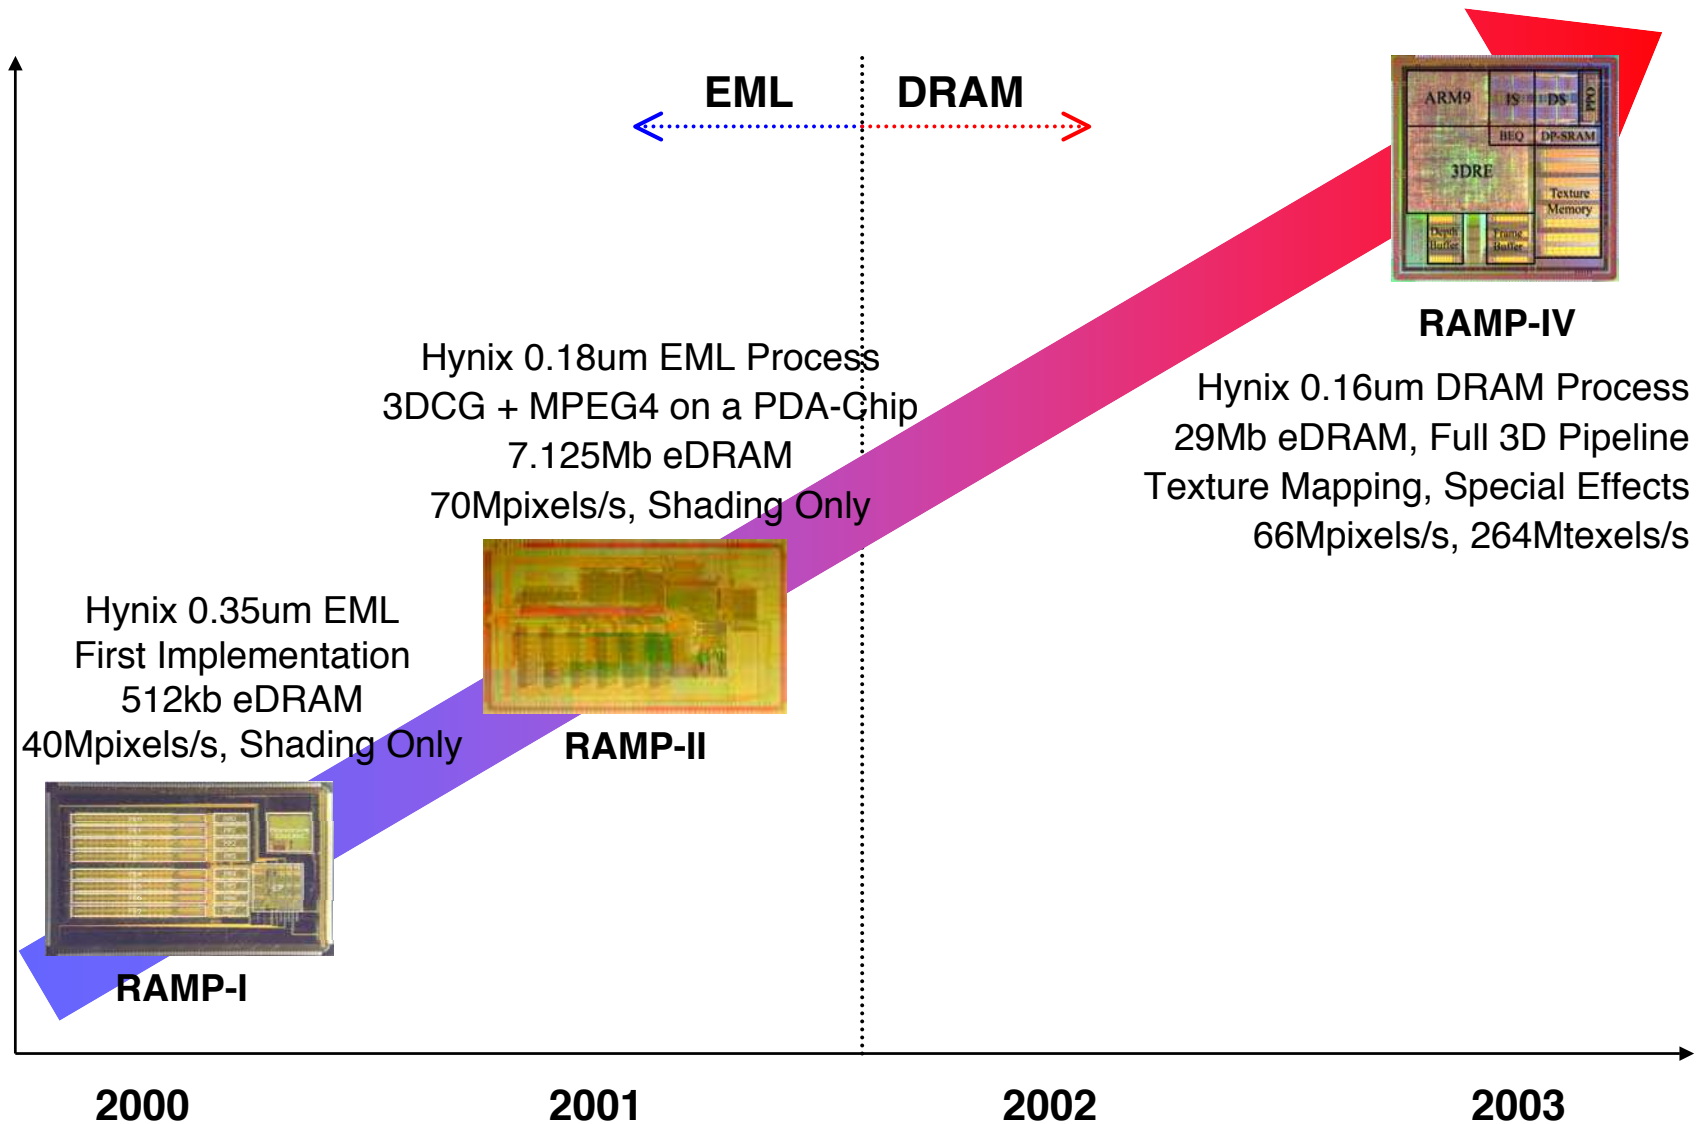 EML
DRAM
ARM9
IS
DS
PPO
BEQ
DP-SRAM
3DRE
Texture
Memory
Depth
Buffer
Frame
Buffer
RAMP-IV
Hynix 0.16um DRAM Process
29Mb eDRAM, Full 3D Pipeline
Texture Mapping, Special Effects
66Mpixels/s, 264Mtexels/s
Hynix 0.18um EML Process
3DCG + MPEG4 on a PDA-Chip
7.125Mb eDRAM
70Mpixels/s, Shading Only
RAMP-II
Hynix 0.35um EML
First Implementation
512kb eDRAM
40Mpixels/s, Shading Only
RAMP-I
2000
2001
2002
2003